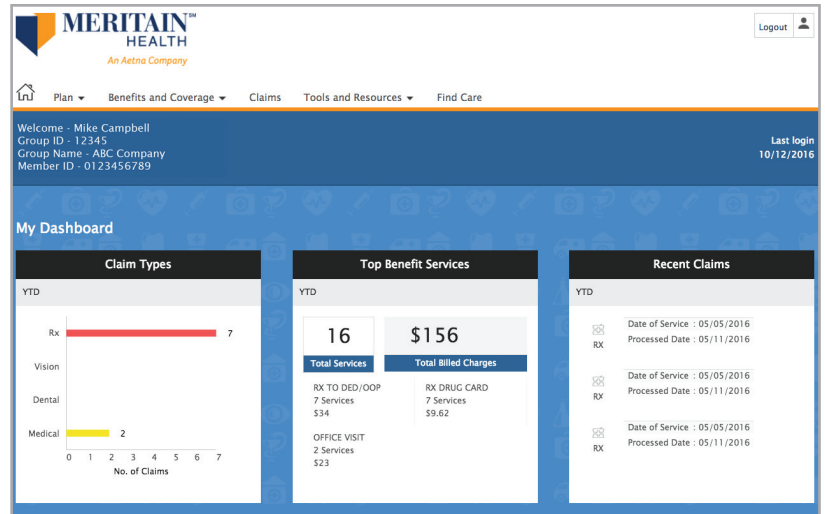 MERITAIN℠
HEALTH
An Aetna Company
Logout
Plan Benefits and Coverage Claims Tools and Resources Find Care
Welcome - Mike Campbell
Group ID - 12345
Group Name - ABC Company
Member ID - 0123456789
Last login
10/12/2016
My Dashboard
Claim Types
YTD
Rx 7
Vision
Dental
Medical 2
0 1 2 3 4 5 6 7
No. of Claims
Top Benefit Services
YTD
16 $156
Total Services Total Billed Charges
RX TO DED/OOP
7 Services
$34
RX DRUG CARD
7 Services
$9.62
OFFICE VISIT
2 Services
$23
Recent Claims
YTD
RX
Date of Service : 05/05/2016
Processed Date : 05/11/2016
RX
Date of Service : 05/05/2016
Processed Date : 05/11/2016
RX
Date of Service : 05/05/2016
Processed Date : 05/11/2016